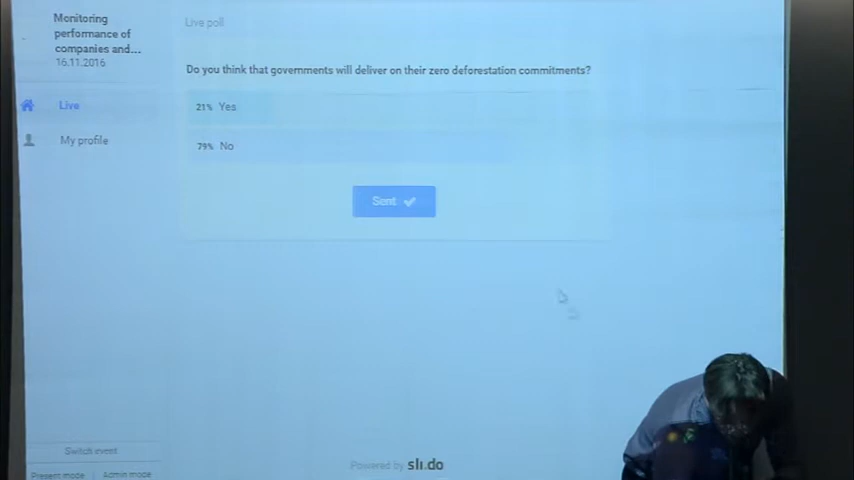 Monitoring
performance of
companies and...
16.11.2016
Live
My profile
Live poll
Do you think that governments will deliver on their zero deforestation commitments?
21% Yes
79% No
Sent
Switch event
Present mode | Admin mode
Powered by sli.do